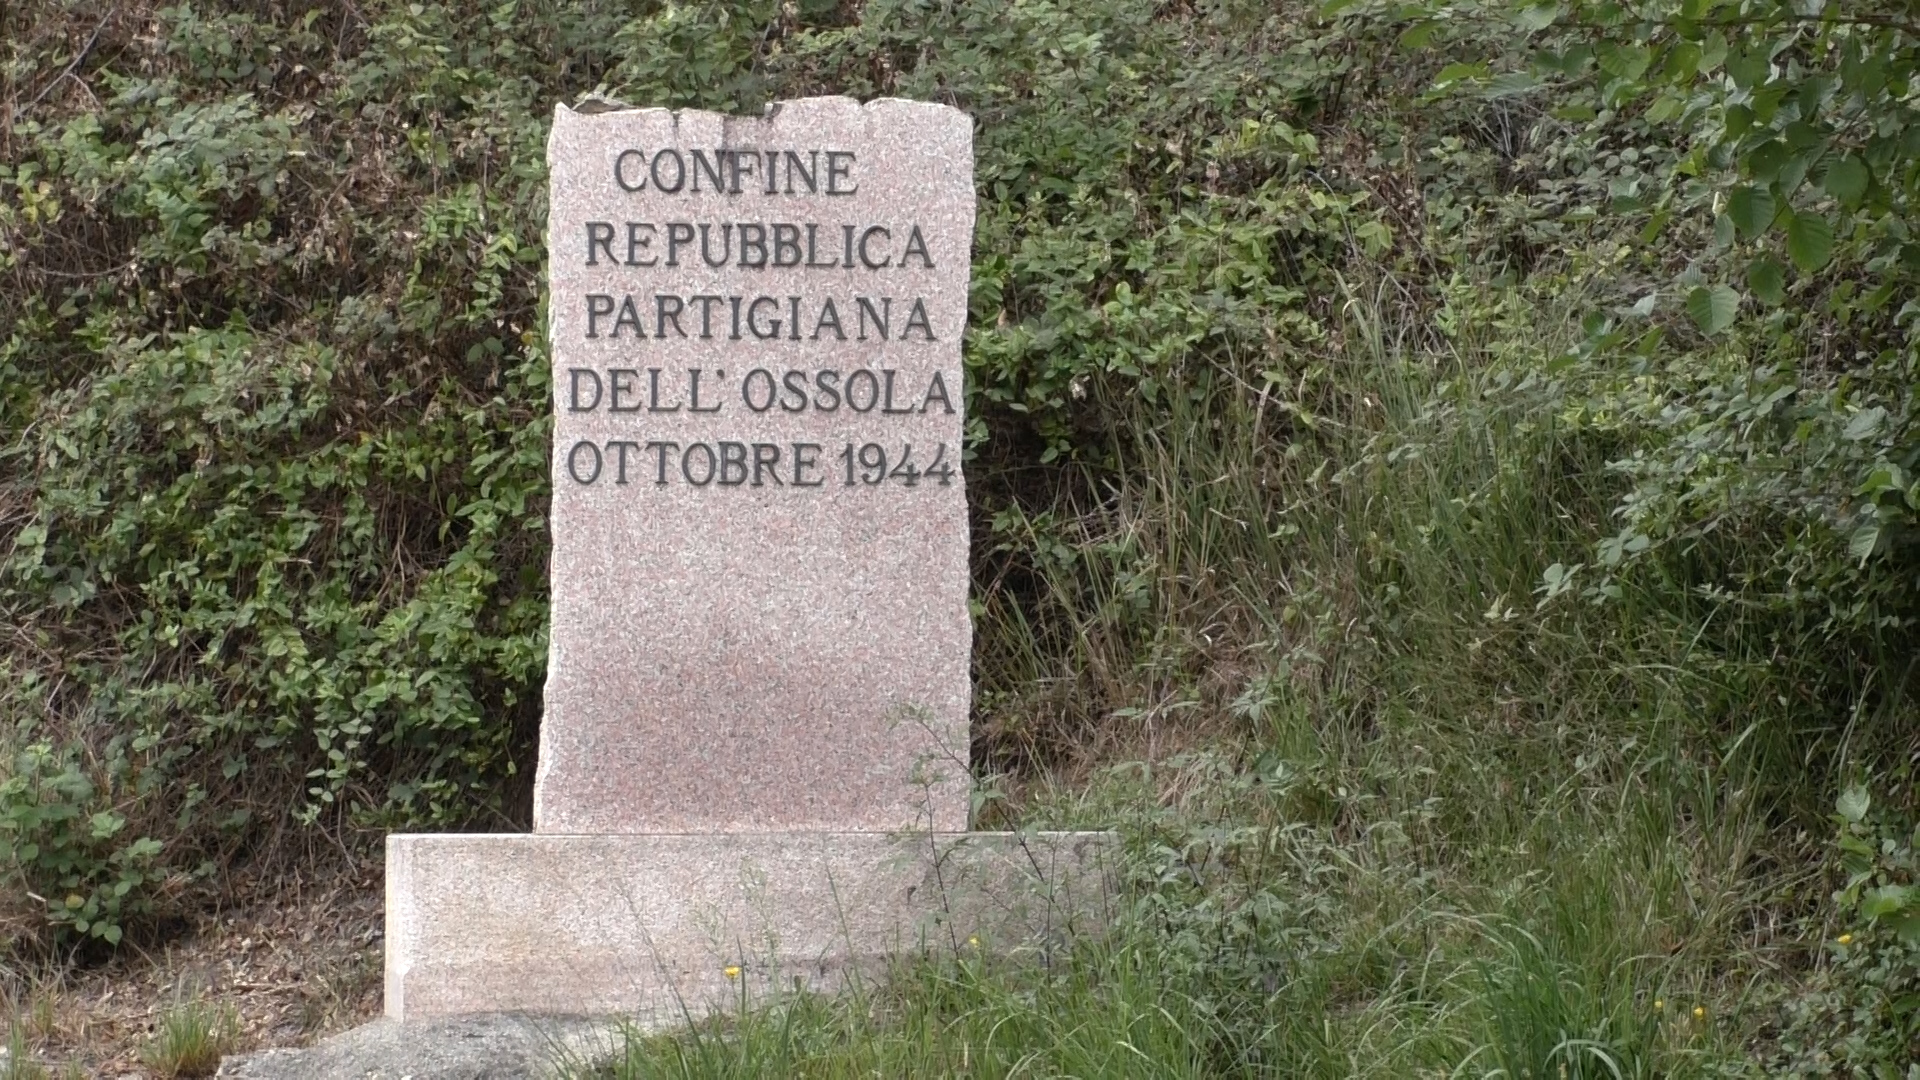 CONFINE
REPUBBLICA
PARTIGIANA
DELL'OSSOLA
OTTOBRE 1944